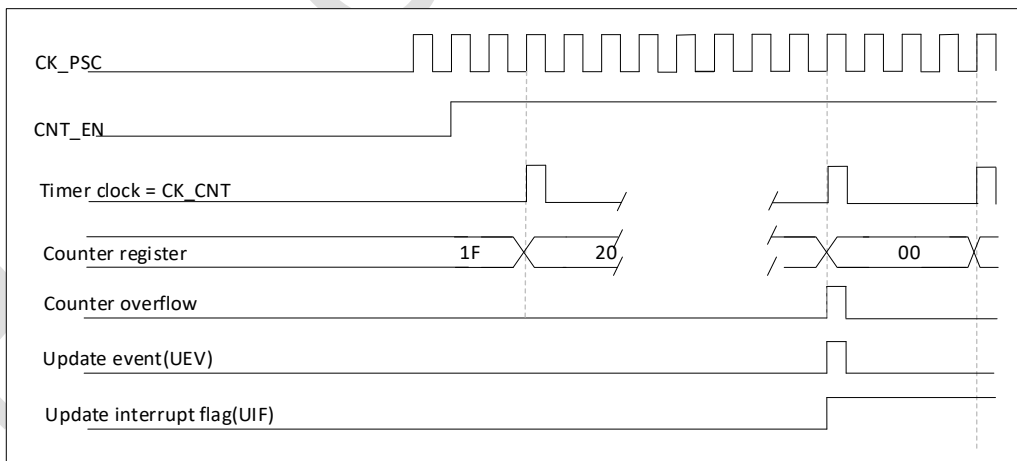 CK_PSC
CNT_EN
Timer clock = CK_CNT
Counter register 1F 20 00
Counter overflow
Update event(UEV)
Update interrupt flag(UIF)